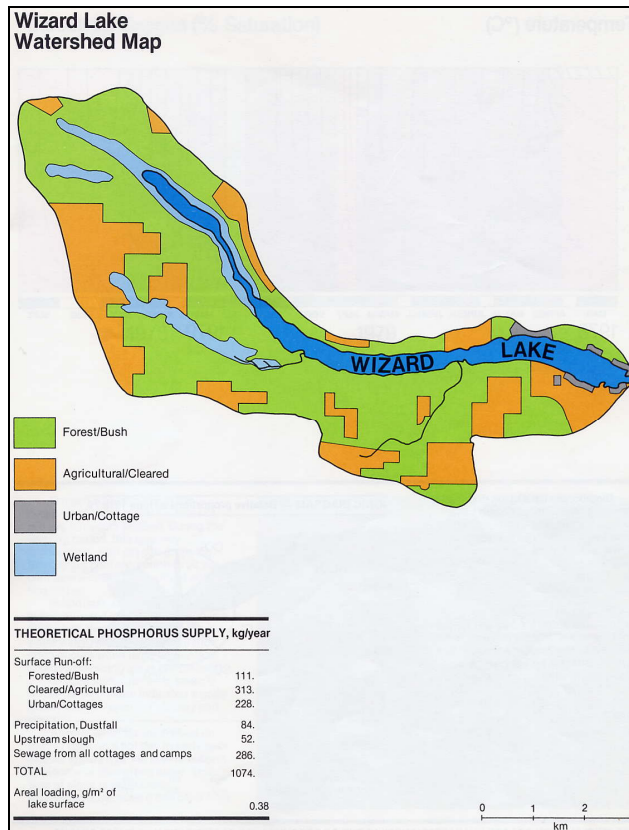 Wizard Lake
Watershed Map
WIZARD
LAKE
Forest/Bush
Agricultural/Cleared
Urban/Cottage
Wetland
THEORETICAL PHOSPHORUS SUPPLY, kg/year
Surface Run-off:
Forested/Bush 111.
Cleared/Agricultural 313.
Urban/Cottages 228.
Precipitation, Dustfall 84.
Upstream slough 52.
Sewage from all cottages and camps 286.
TOTAL 1074.
Areal loading, g/m² of
lake surface 0.38
0 1 2
km